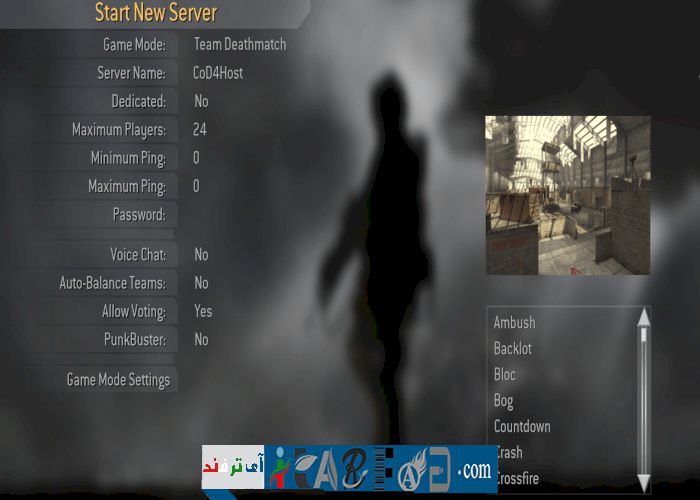 Start New Server
Game Mode: Team Deathmatch
Server Name: CoD4Host
Dedicated: No
Maximum Players: 24
Minimum Ping: 0
Maximum Ping: 0
Password:
Voice Chat: No
Auto-Balance Teams: No
Allow Voting: Yes
PunkBuster: No
Game Mode Settings
Ambush
Backlot
Bloc
Bog
Countdown
Crash
Crossfire
آی ترفند
.com